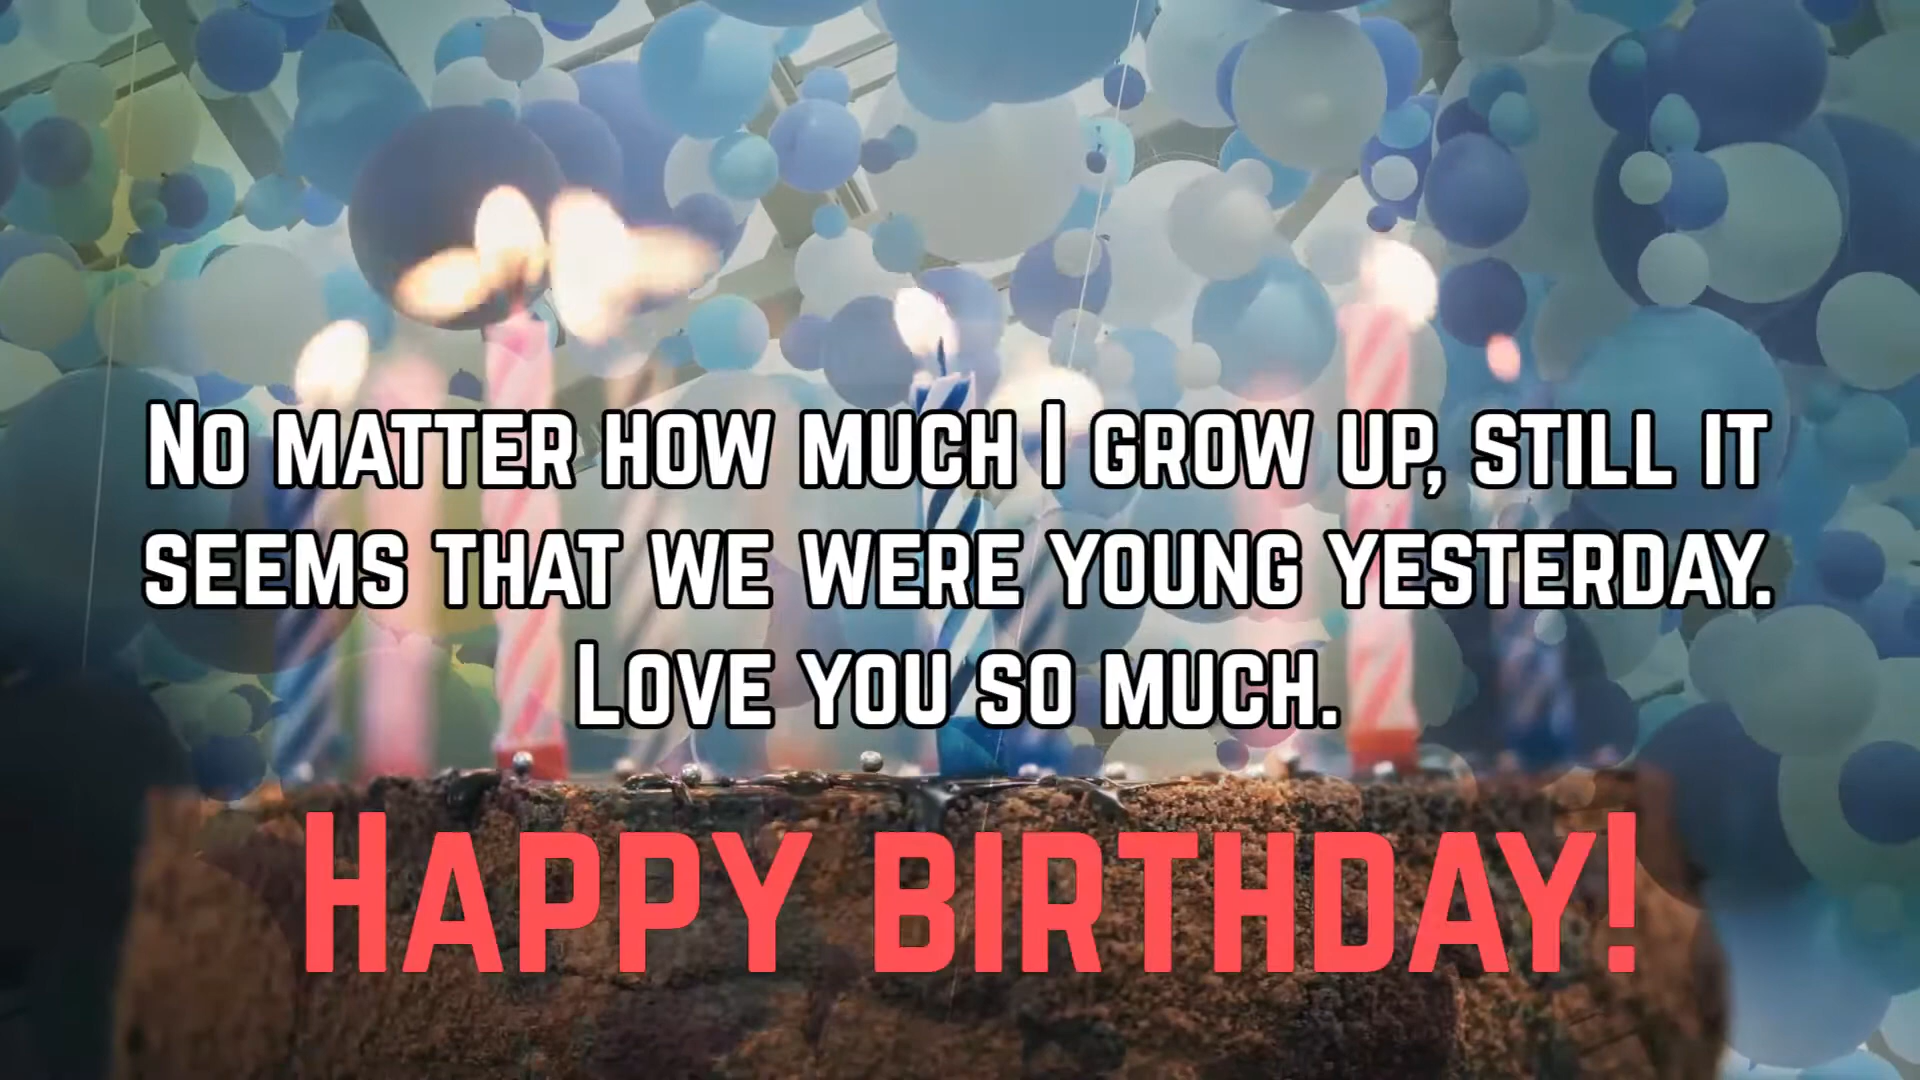 No matter how much I grow up, still it
seems that we were young yesterday.
Love you so much.
Happy birthday!